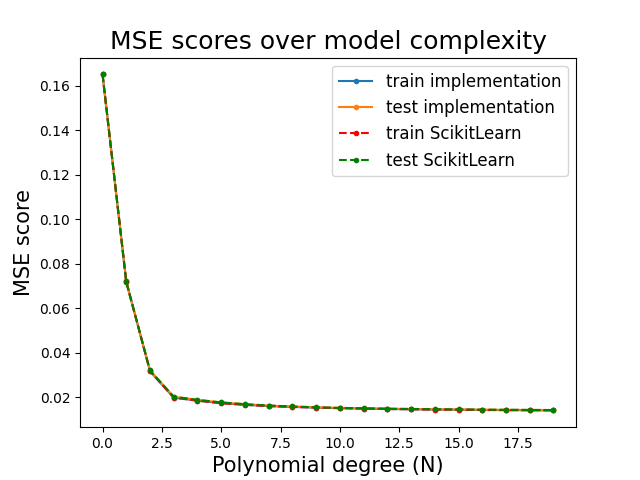 MSE scores over model complexity
train implementation
test implementation
train ScikitLearn
test ScikitLearn
MSE score
0.16
0.14
0.12
0.10
0.08
0.06
0.04
0.02
0.0 2.5 5.0 7.5 10.0 12.5 15.0 17.5
Polynomial degree (N)